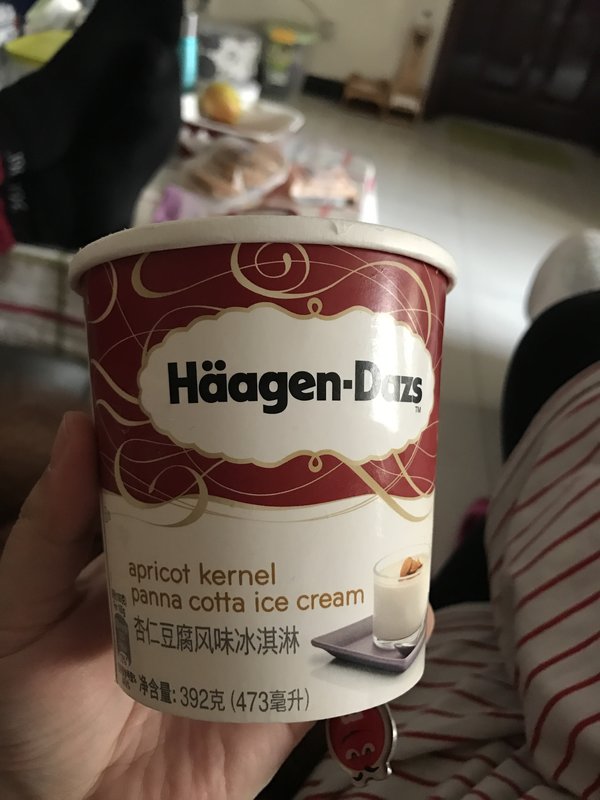 Häagen-Dazs
TM
apricot kernel
panna cotta ice cream
杏仁豆腐风味冰淇淋
净含量: 392克 (473毫升)